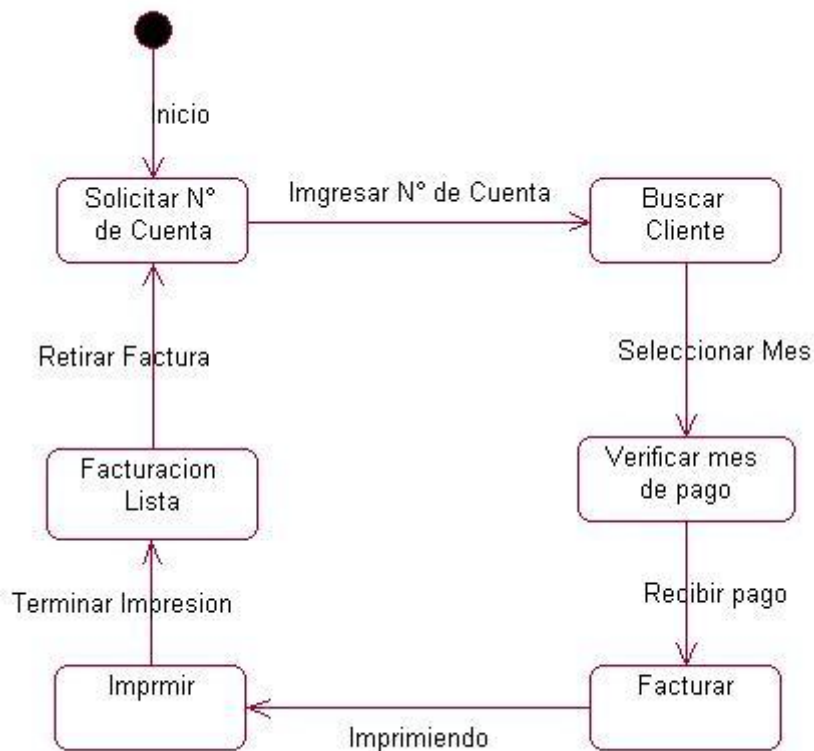 Inicio
Solicitar N°
de Cuenta
Imgresar N° de Cuenta
Buscar
Cliente
Retirar Factura
Seleccionar Mes
Facturacion
Lista
Verificar mes
de pago
Terminar Impresion
Recibir pago
Imprmir
Imprimiendo
Facturar